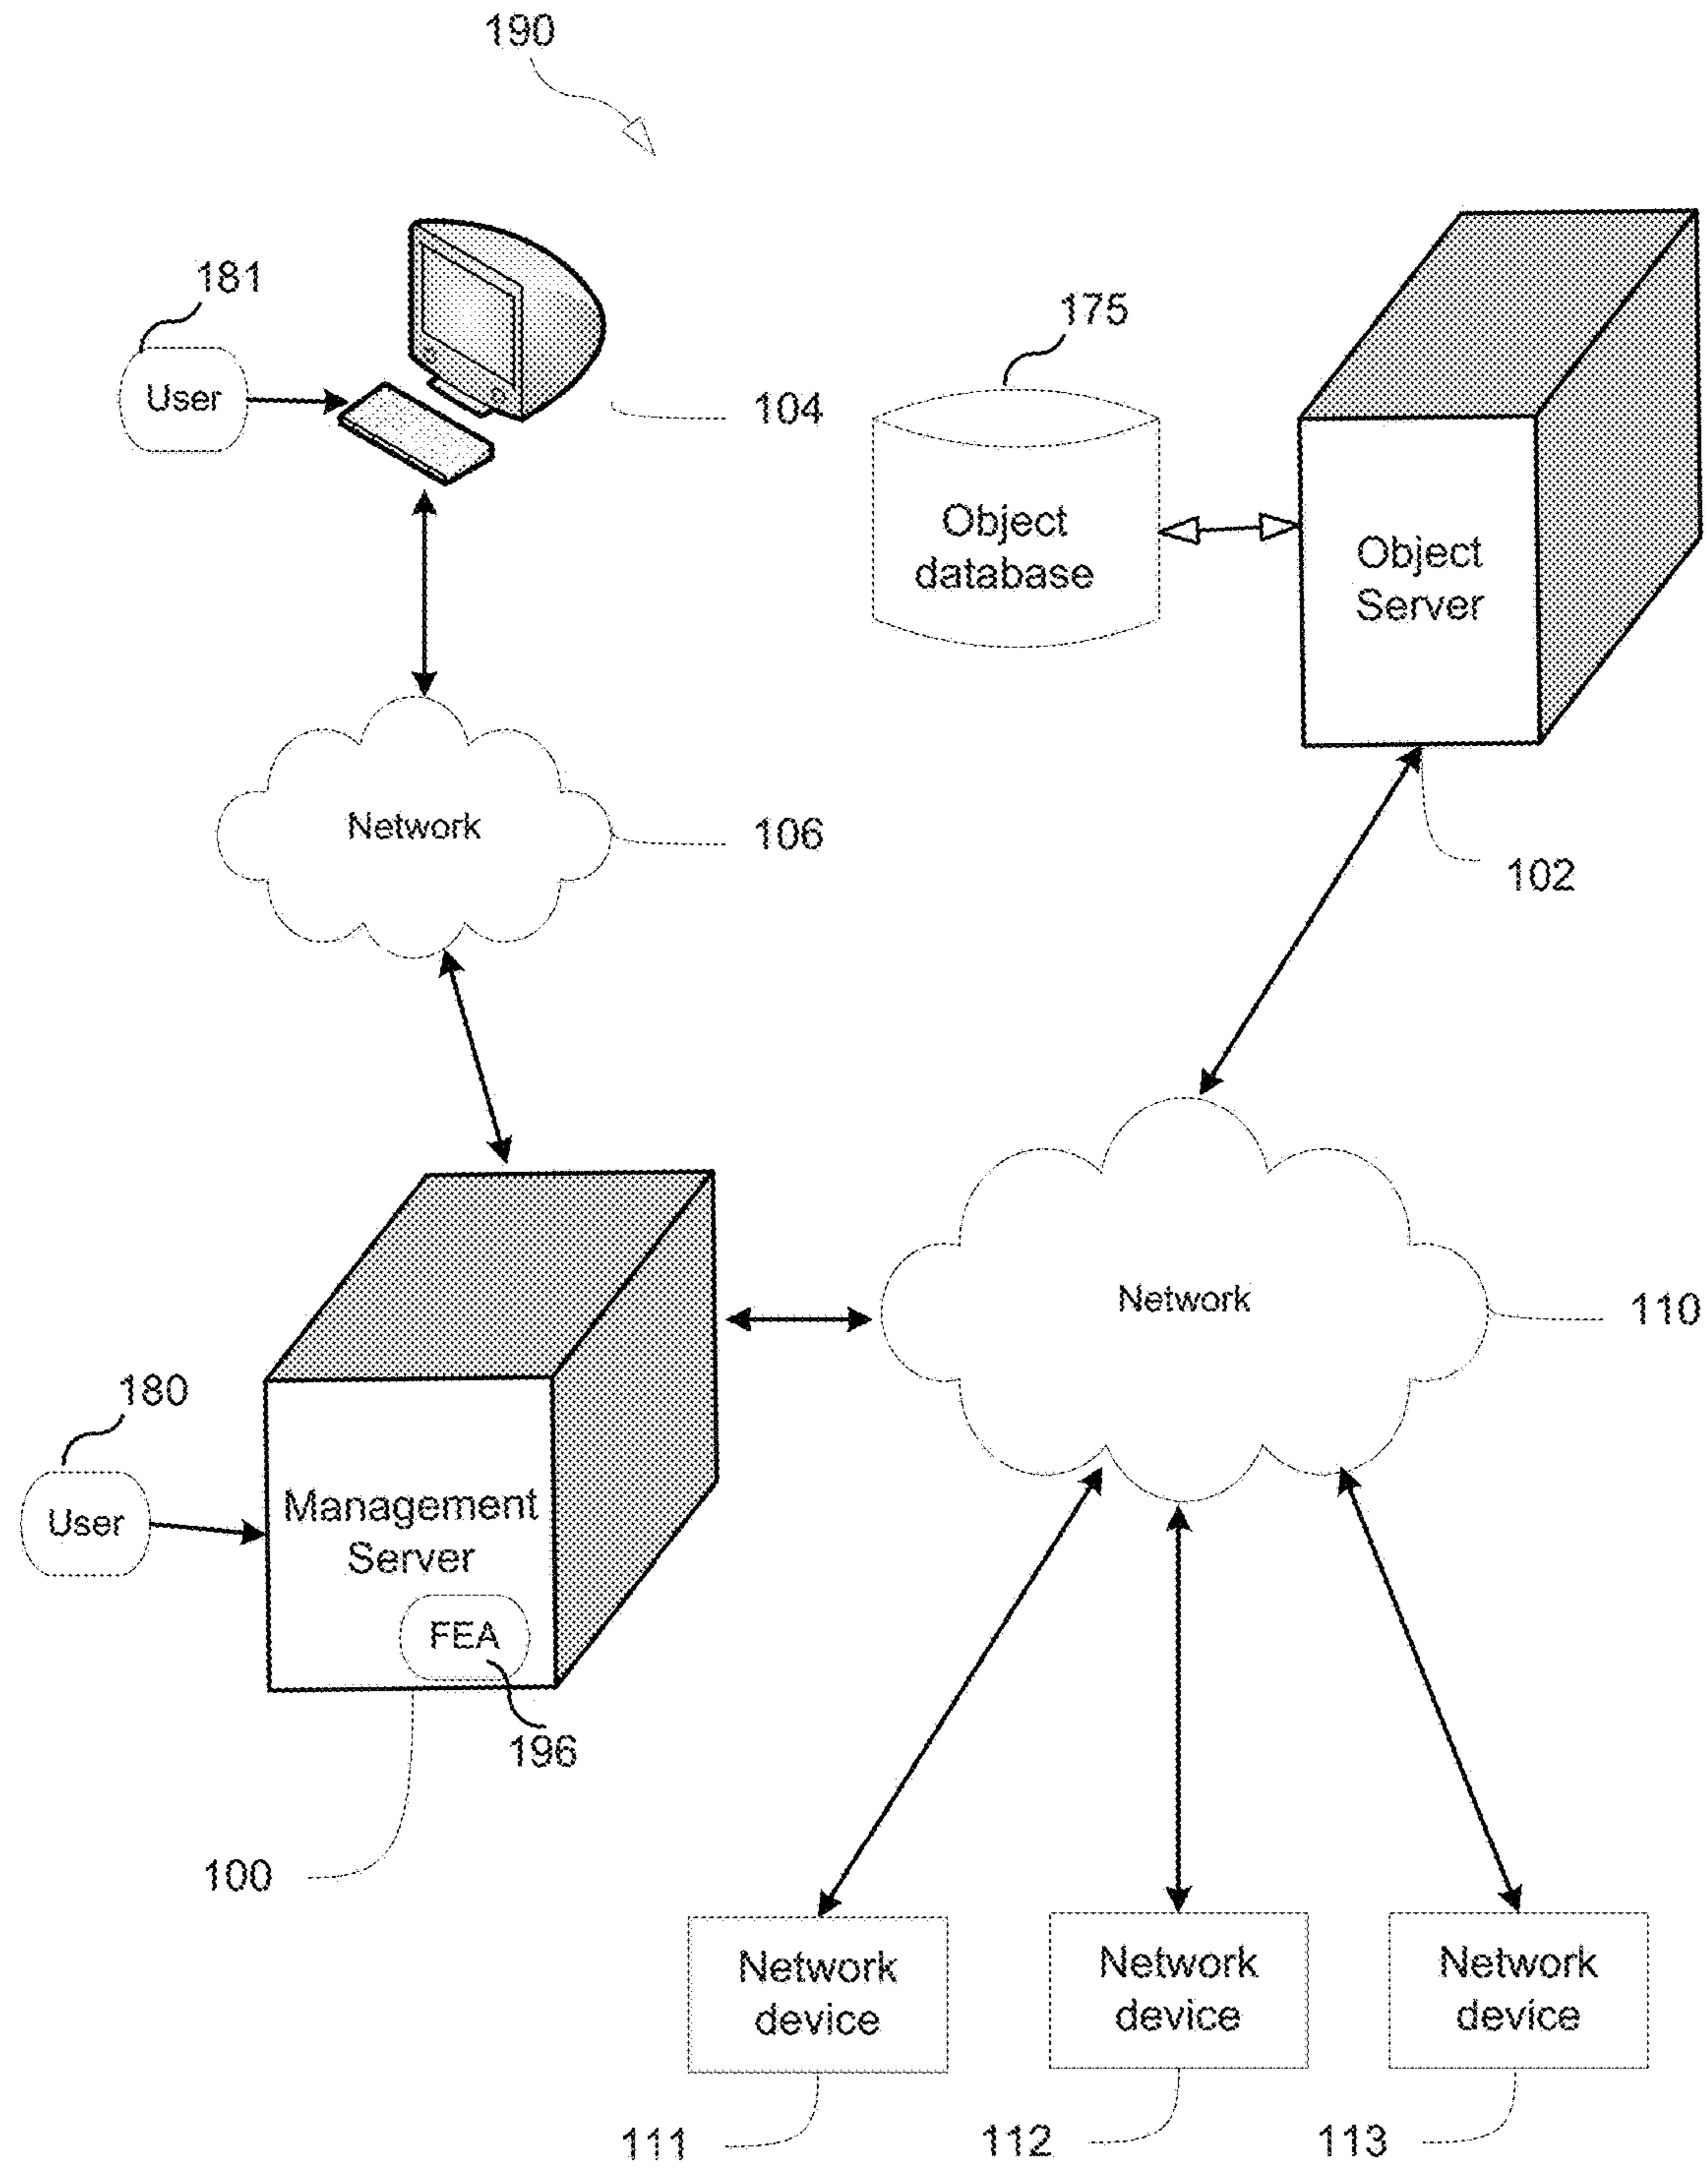 190
181
User
104
175
Object
database
Object
Server
102
Network
106
Network
110
180
User
Management
Server
FEA
196
100
Network
device
Network
device
Network
device
111
112
113